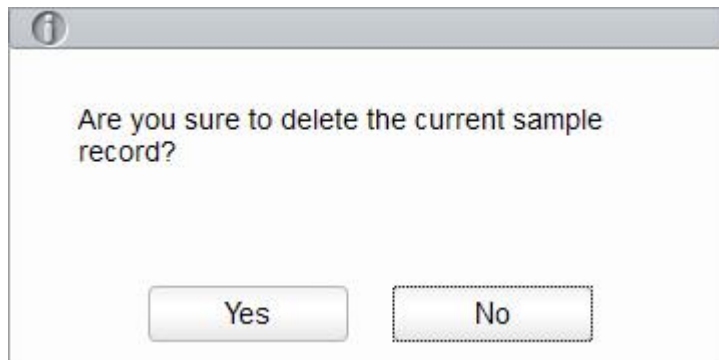 Are you sure to delete the current sample
record?
Yes No